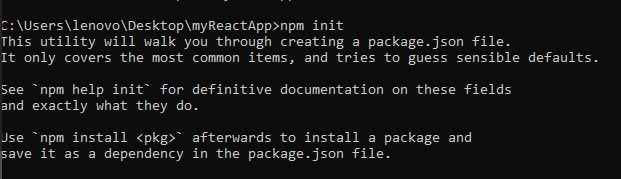 C:\Users\lenovo\Desktop\myReactApp>npm init
This utility will walk you through creating a package.json file.
It only covers the most common items, and tries to guess sensible defaults.
See `npm help init` for definitive documentation on these fields
and exactly what they do.
Use `npm install <pkg>` afterwards to install a package and
save it as a dependency in the package.json file.